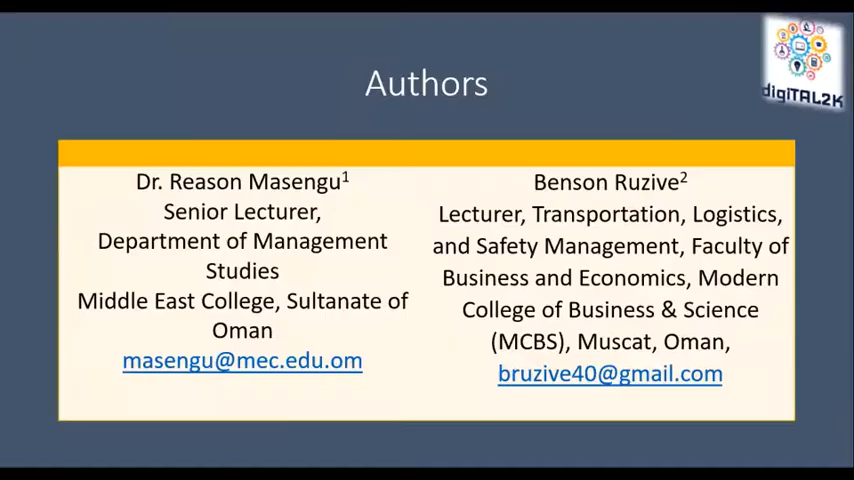 digiTAL2K
Authors
Dr. Reason Masengu¹
Senior Lecturer,
Department of Management
Studies
Middle East College, Sultanate of
Oman
masengu@mec.edu.om
Benson Ruzive²
Lecturer, Transportation, Logistics,
and Safety Management, Faculty of
Business and Economics, Modern
College of Business & Science
(MCBS), Muscat, Oman,
bruzive40@gmail.com